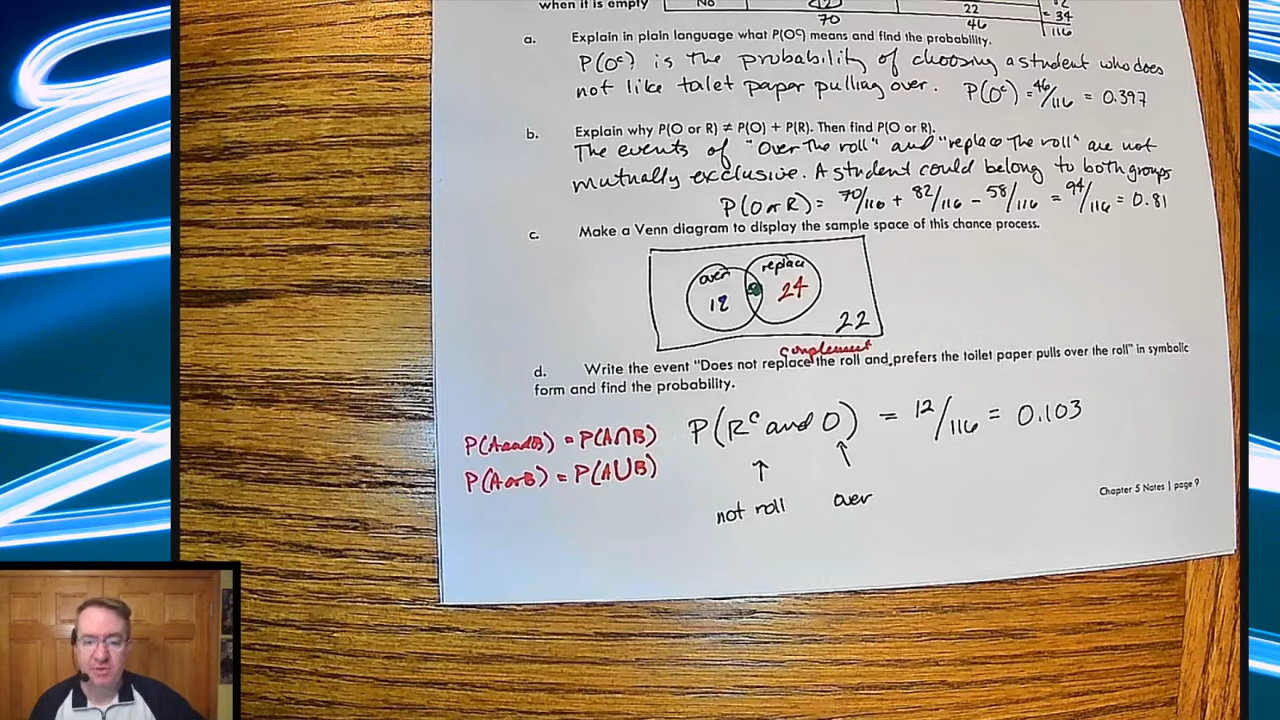 when it is empty No 12 22 = 34
70 46 116
a. Explain in plain language what P(Oᶜ) means and find the probability.
P(Oᶜ) is the probability of choosing a student who does
not like toilet paper pulling over. P(Oᶜ) = 46/116 = 0.397
b. Explain why P(O or R) ≠ P(O) + P(R). Then find P(O or R).
The events of "Over the roll" and "replace the roll" are not
mutually exclusive. A student could belong to both groups
P(O or R) = 70/116 + 82/116 - 58/116 = 94/116 = 0.81
c. Make a Venn diagram to display the sample space of this chance process.
over replace
12 24
22
complement
d. Write the event "Does not replace the roll and prefers the toilet paper pulls over the roll" in symbolic
form and find the probability.
P(Rᶜ and O) = 12/116 = 0.103
P(A and B) = P(A∩B)
P(A or B) = P(A∪B)
↑ ↑
not roll over
Chapter 5 Notes | page 9